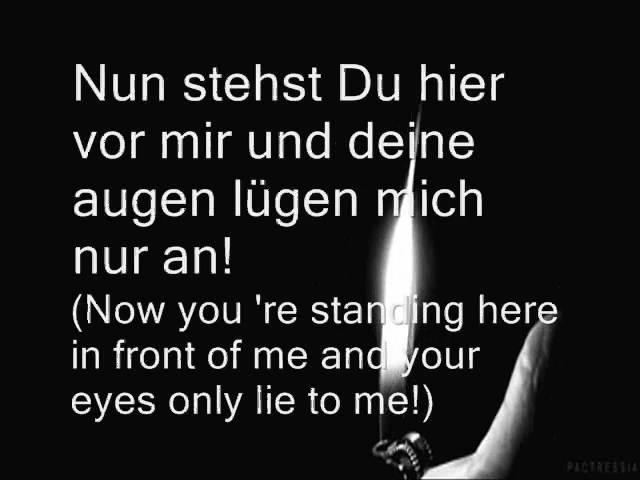 Nun stehst Du hier
vor mir und deine
augen lügen mich
nur an!
(Now you 're standing here
in front of me and your
eyes only lie to me!)
PACTRESSIA